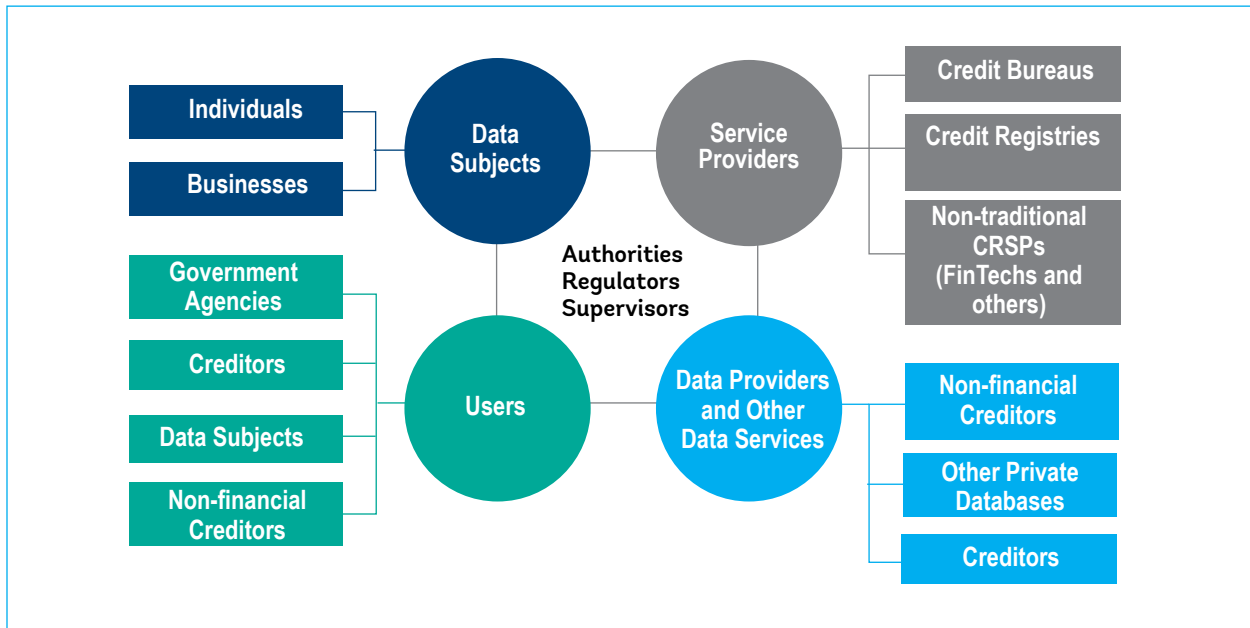 Individuals
Businesses
Data
Subjects
Service
Providers
Credit Bureaus
Credit Registries
Non-traditional
CRSPs
(FinTechs and
others)
Authorities
Regulators
Supervisors
Government
Agencies
Creditors
Data Subjects
Non-financial
Creditors
Users
Data Providers
and Other
Data Services
Non-financial
Creditors
Other Private
Databases
Creditors